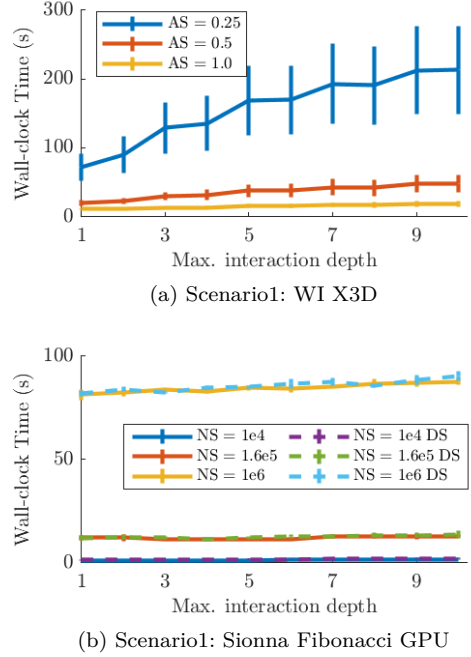 300
200
100
0
Wall-clock Time (s)
AS = 0.25
AS = 0.5
AS = 1.0
1 3 5 7 9
Max. interaction depth
(a) Scenario1: WI X3D
100
50
0
Wall-clock Time (s)
NS = 1e4 NS = 1e4 DS
NS = 1.6e5 NS = 1.6e5 DS
NS = 1e6 NS = 1e6 DS
1 3 5 7 9
Max. interaction depth
(b) Scenario1: Sionna Fibonacci GPU